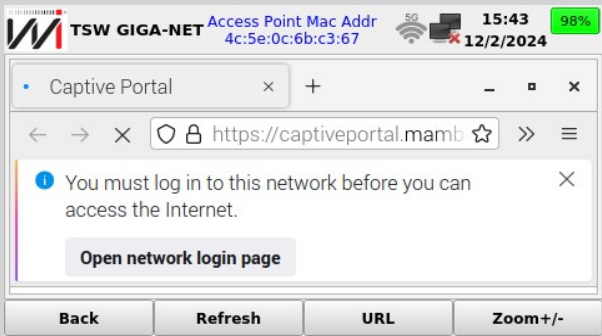 TSW GIGA-NET
Access Point Mac Addr
4c:5e:0c:6b:c3:67
5G
15:43
12/2/2024
98%
Captive Portal
https://captiveportal.mamb
You must log in to this network before you can
access the Internet.
Open network login page
Back Refresh URL Zoom+/-